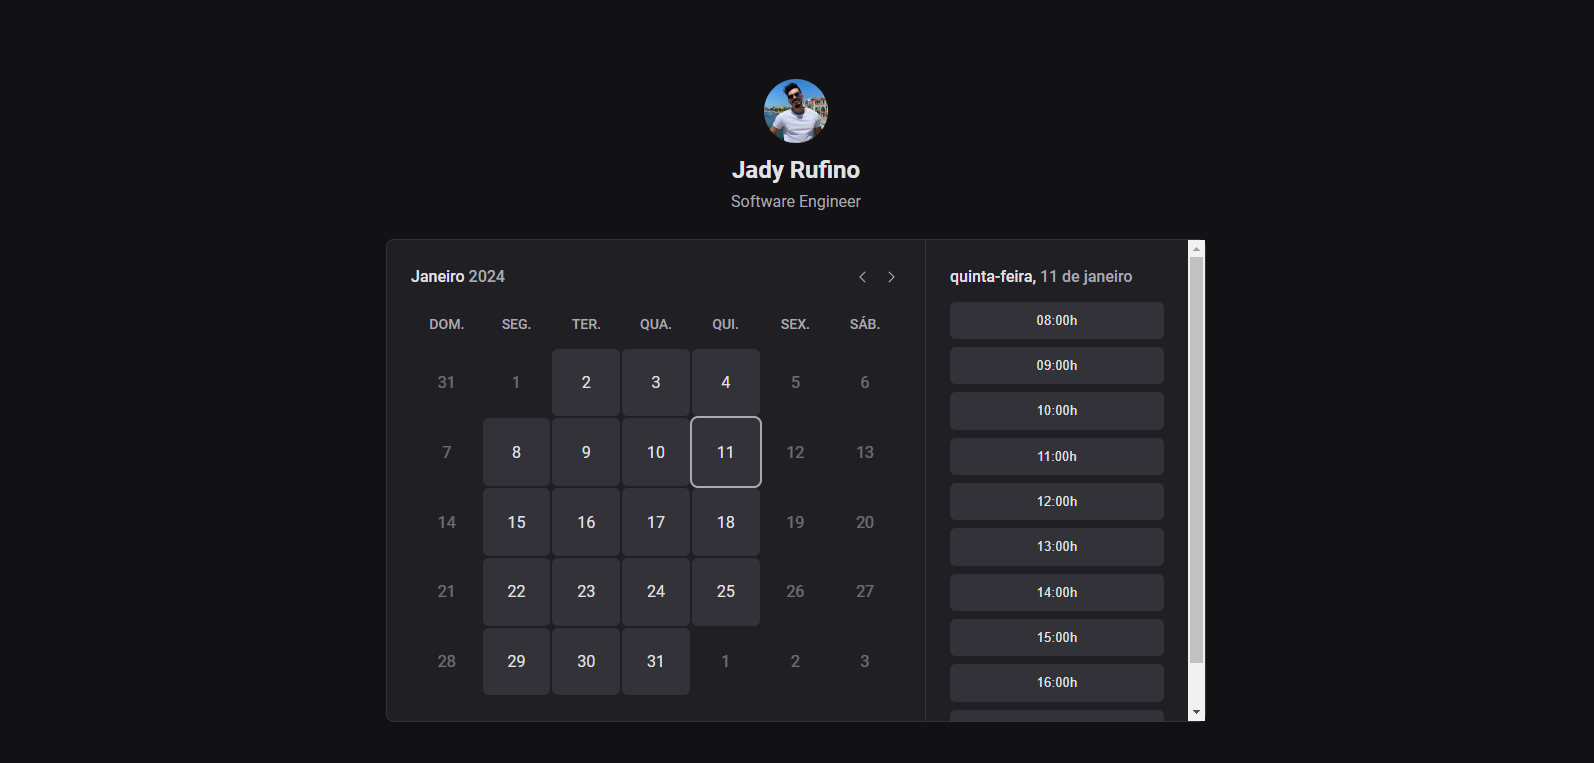 Jady Rufino
Software Engineer
Janeiro 2024
DOM. SEG. TER. QUA. QUI. SEX. SÁB.
31 1 2 3 4 5 6
7 8 9 10 11 12 13
14 15 16 17 18 19 20
21 22 23 24 25 26 27
28 29 30 31 1 2 3
quinta-feira, 11 de janeiro
08:00h
09:00h
10:00h
11:00h
12:00h
13:00h
14:00h
15:00h
16:00h